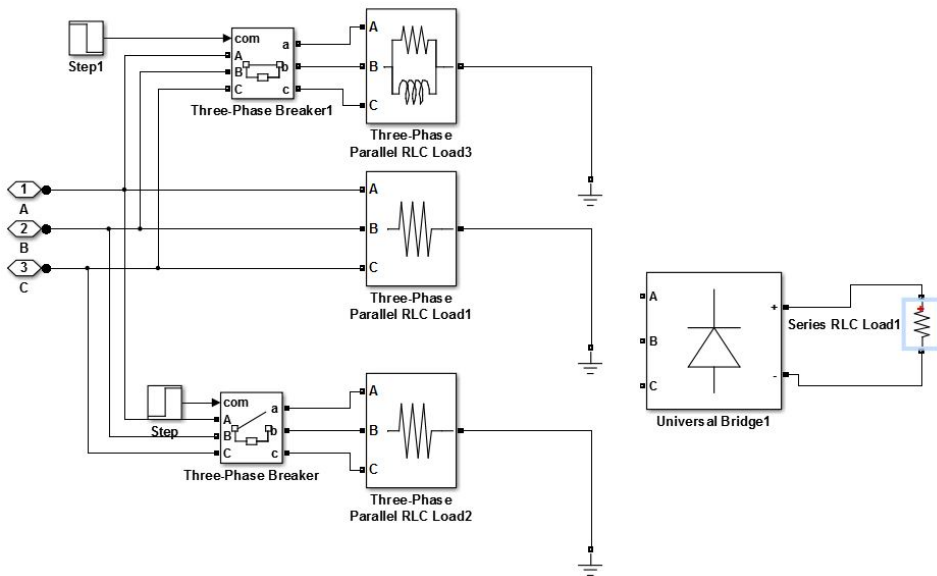 Step1
com
A
B
C
a
b
c
Three-Phase Breaker1
A
B
C
Three-Phase
Parallel RLC Load3
1
A
2
B
3
C
A
B
C
Three-Phase
Parallel RLC Load1
A
B
C
+
-
Universal Bridge1
Series RLC Load1
+
Step
com
A
B
C
a
b
c
Three-Phase Breaker
A
B
C
Three-Phase
Parallel RLC Load2